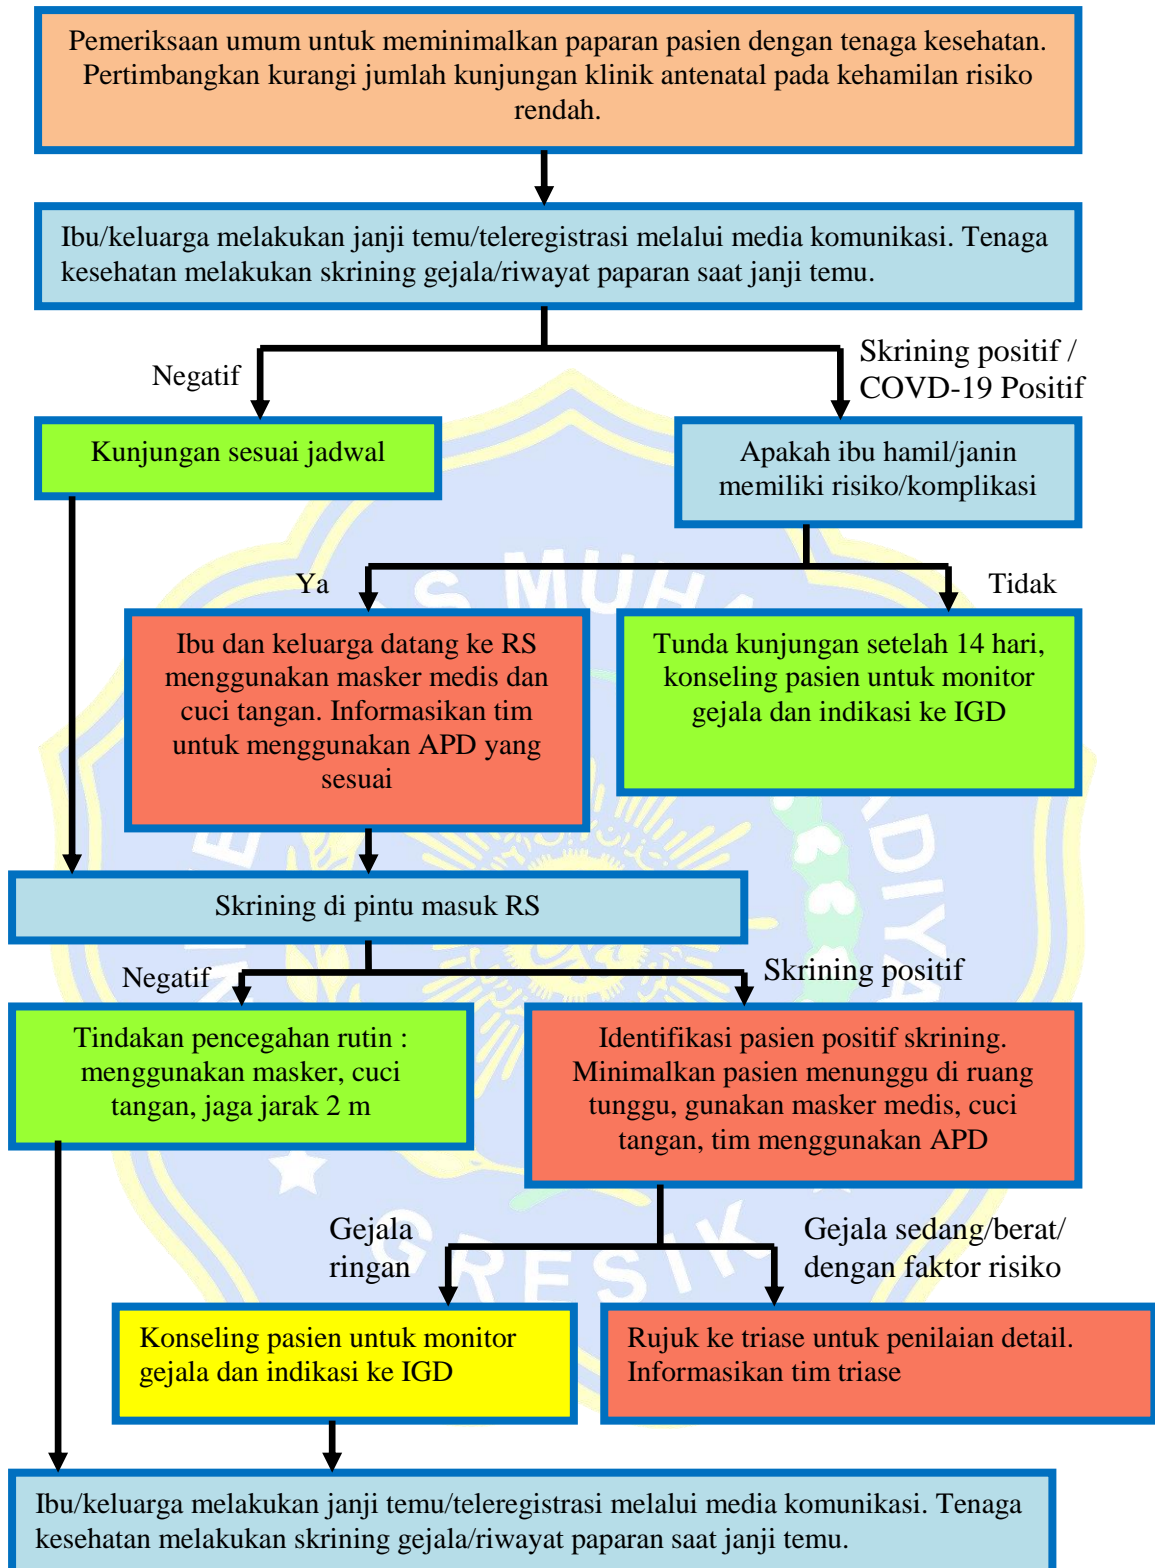 Pemeriksaan umum untuk meminimalkan paparan pasien dengan tenaga kesehatan.
Pertimbangkan kurangi jumlah kunjungan klinik antenatal pada kehamilan risiko
rendah.
Ibu/keluarga melakukan janji temu/teleregistrasi melalui media komunikasi. Tenaga
kesehatan melakukan skrining gejala/riwayat paparan saat janji temu.
Negatif
Skrining positif /
COVD-19 Positif
Kunjungan sesuai jadwal
Apakah ibu hamil/janin
memiliki risiko/komplikasi
Ya
Tidak
Ibu dan keluarga datang ke RS
menggunakan masker medis dan
cuci tangan. Informasikan tim
untuk menggunakan APD yang
sesuai
Tunda kunjungan setelah 14 hari,
konseling pasien untuk monitor
gejala dan indikasi ke IGD
Skrining di pintu masuk RS
Negatif
Skrining positif
Tindakan pencegahan rutin :
menggunakan masker, cuci
tangan, jaga jarak 2 m
Identifikasi pasien positif skrining.
Minimalkan pasien menunggu di ruang
tunggu, gunakan masker medis, cuci
tangan, tim menggunakan APD
Gejala
ringan
Gejala sedang/berat/
dengan faktor risiko
Konseling pasien untuk monitor
gejala dan indikasi ke IGD
Rujuk ke triase untuk penilaian detail.
Informasikan tim triase
Ibu/keluarga melakukan janji temu/teleregistrasi melalui media komunikasi. Tenaga
kesehatan melakukan skrining gejala/riwayat paparan saat janji temu.
GRESIK